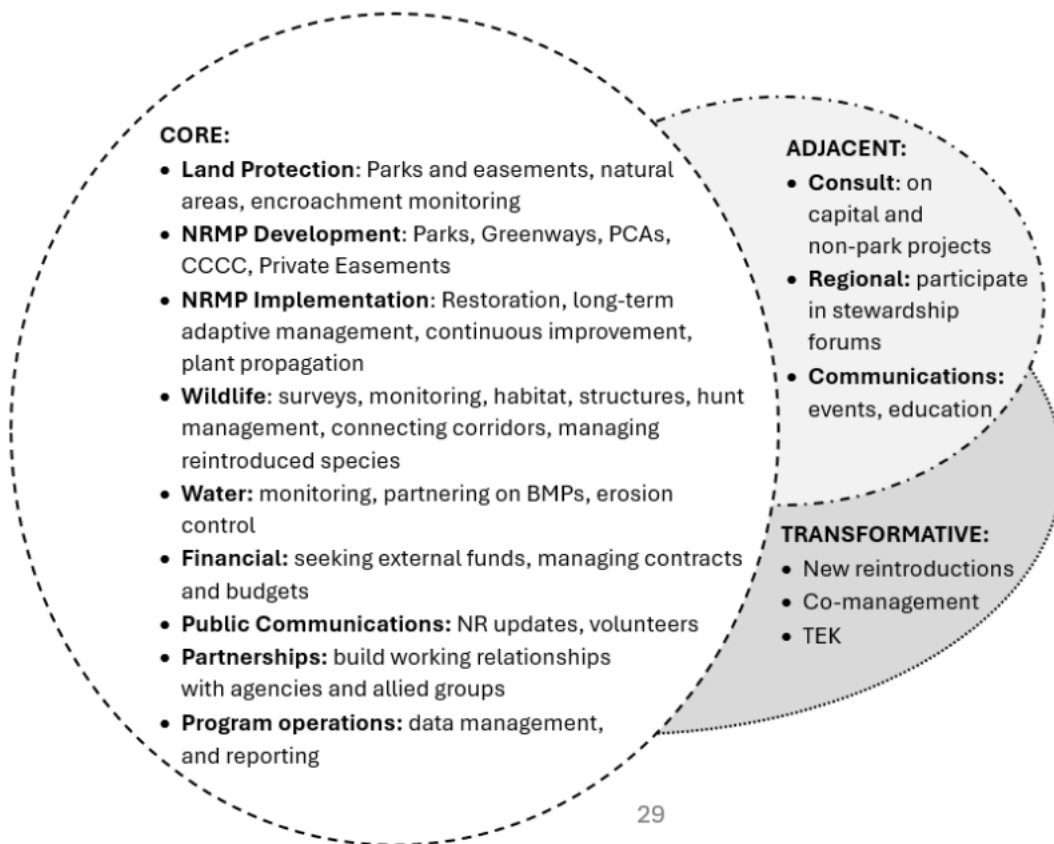 CORE:
• Land Protection: Parks and easements, natural
areas, encroachment monitoring
• NRMP Development: Parks, Greenways, PCAs,
CCCC, Private Easements
• NRMP Implementation: Restoration, long-term
adaptive management, continuous improvement,
plant propagation
• Wildlife: surveys, monitoring, habitat, structures, hunt
management, connecting corridors, managing
reintroduced species
• Water: monitoring, partnering on BMPs, erosion
control
• Financial: seeking external funds, managing contracts
and budgets
• Public Communications: NR updates, volunteers
• Partnerships: build working relationships
with agencies and allied groups
• Program operations: data management,
and reporting
ADJACENT:
• Consult: on
capital and
non-park projects
• Regional: participate
in stewardship
forums
• Communications:
events, education
TRANSFORMATIVE:
• New reintroductions
• Co-management
• TEK
29